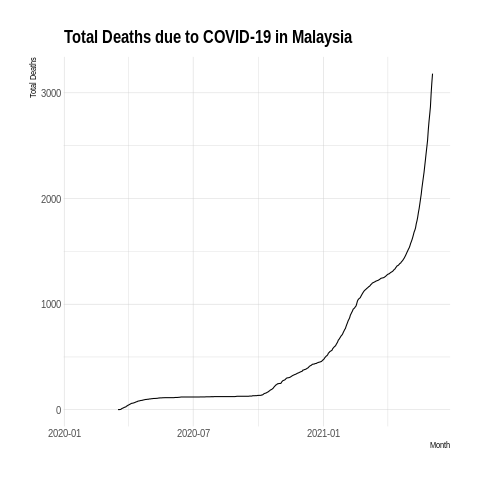 Total Deaths due to COVID-19 in Malaysia
Total Deaths
3000
2000
1000
0
2020-01
2020-07
2021-01
Month